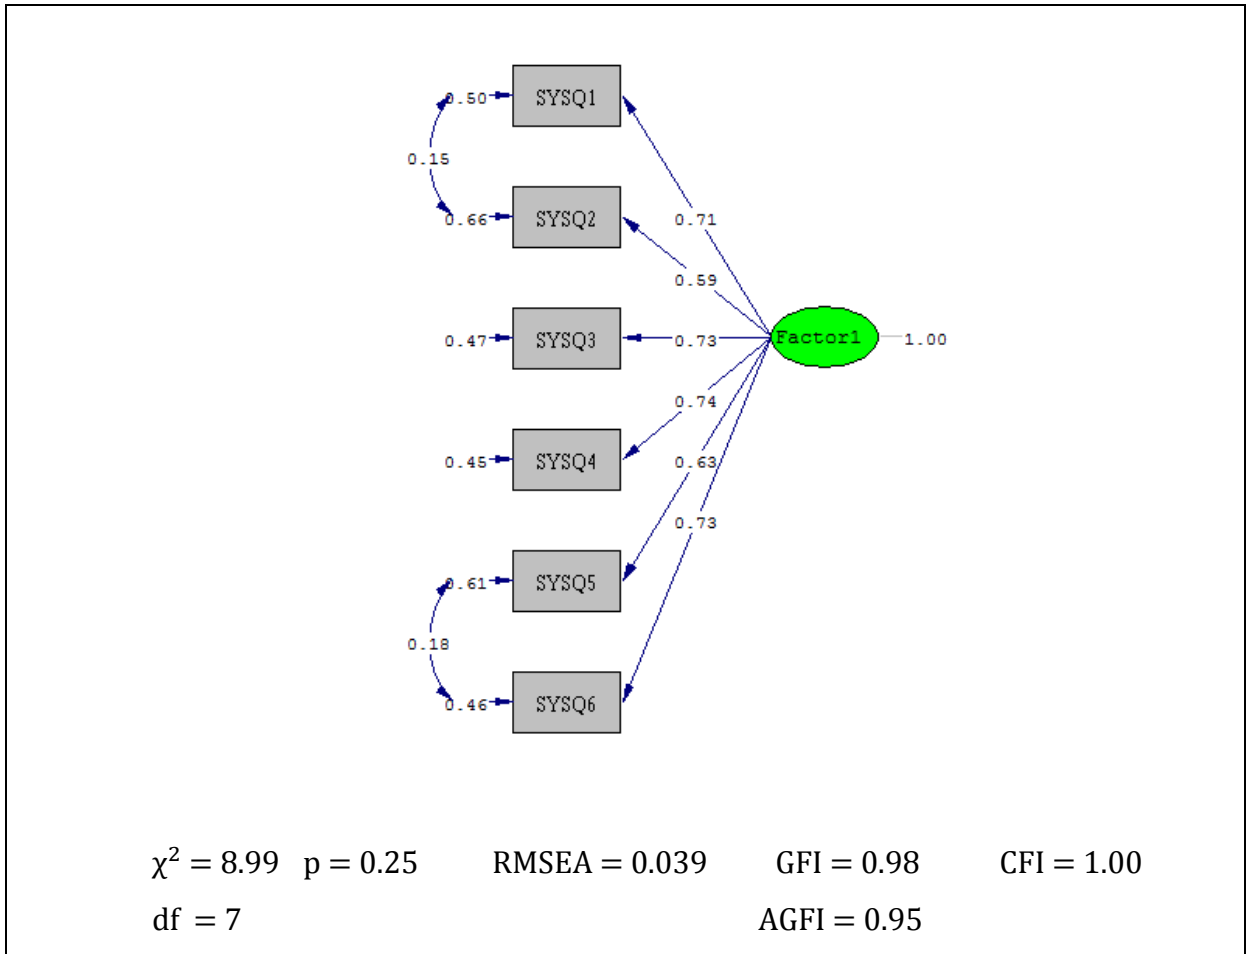 0.50 SYSQ1
0.15
0.66 SYSQ2 0.71
0.59
0.47 SYSQ3 0.73 Factor1 1.00
0.74
0.45 SYSQ4 0.63
0.73
0.61 SYSQ5
0.18
0.46 SYSQ6
χ² = 8.99 p = 0.25 RMSEA = 0.039 GFI = 0.98 CFI = 1.00
df = 7 AGFI = 0.95